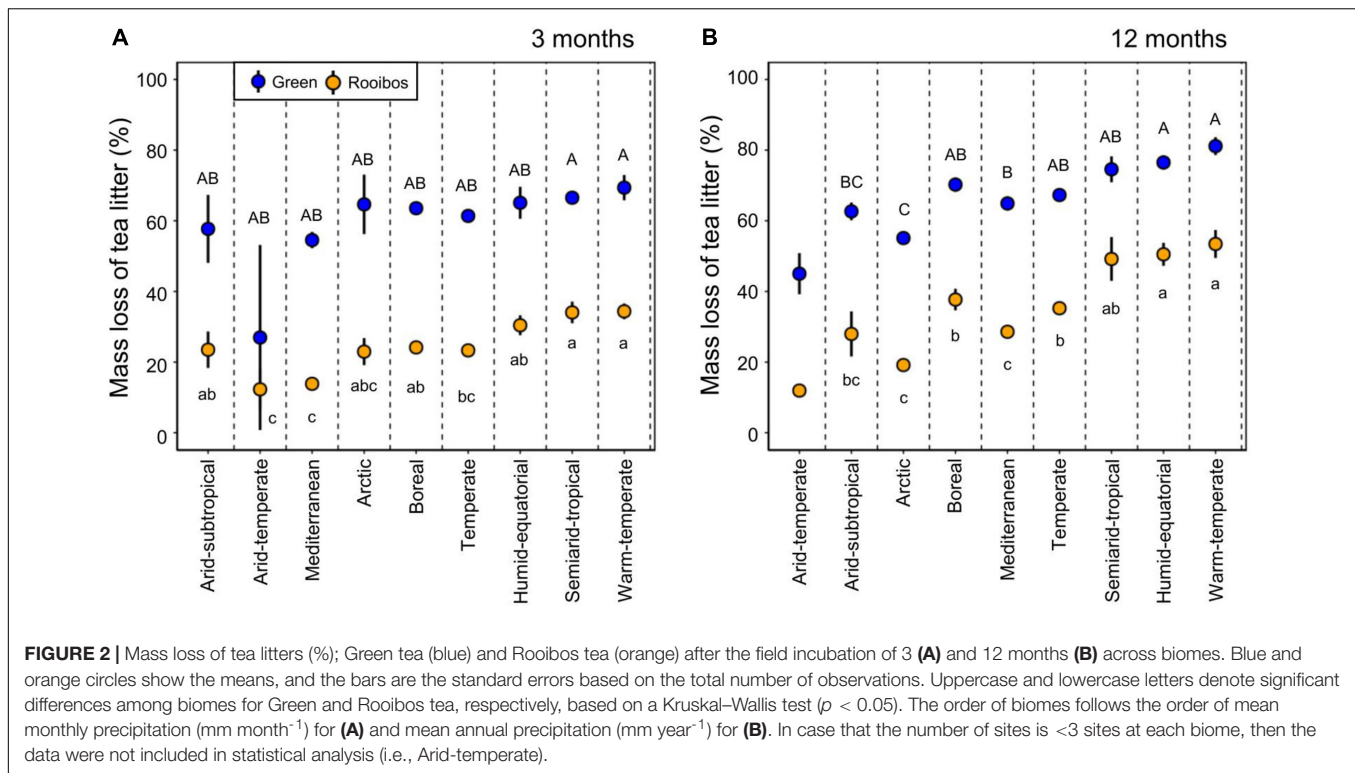 A
3 months
Green Rooibos
Mass loss of tea litter (%)
100
80
60
40
20
0
AB AB AB AB AB AB AB A A
ab c c abc ab bc ab a a
Arid-subtropical
Arid-temperate
Mediterranean
Arctic
Boreal
Temperate
Humid-equatorial
Semiarid-tropical
Warm-temperate
B
12 months
Mass loss of tea litter (%)
100
80
60
40
20
0
BC C AB B AB AB A A
bc c b c b ab a a
Arid-temperate
Arid-subtropical
Arctic
Boreal
Mediterranean
Temperate
Semiarid-tropical
Humid-equatorial
Warm-temperate
FIGURE 2 | Mass loss of tea litters (%); Green tea (blue) and Rooibos tea (orange) after the field incubation of 3 (A) and 12 months (B) across biomes. Blue and
orange circles show the means, and the bars are the standard errors based on the total number of observations. Uppercase and lowercase letters denote significant
differences among biomes for Green and Rooibos tea, respectively, based on a Kruskal–Wallis test (p < 0.05). The order of biomes follows the order of mean
monthly precipitation (mm month-1) for (A) and mean annual precipitation (mm year-1) for (B). In case that the number of sites is <3 sites at each biome, then the
data were not included in statistical analysis (i.e., Arid-temperate).